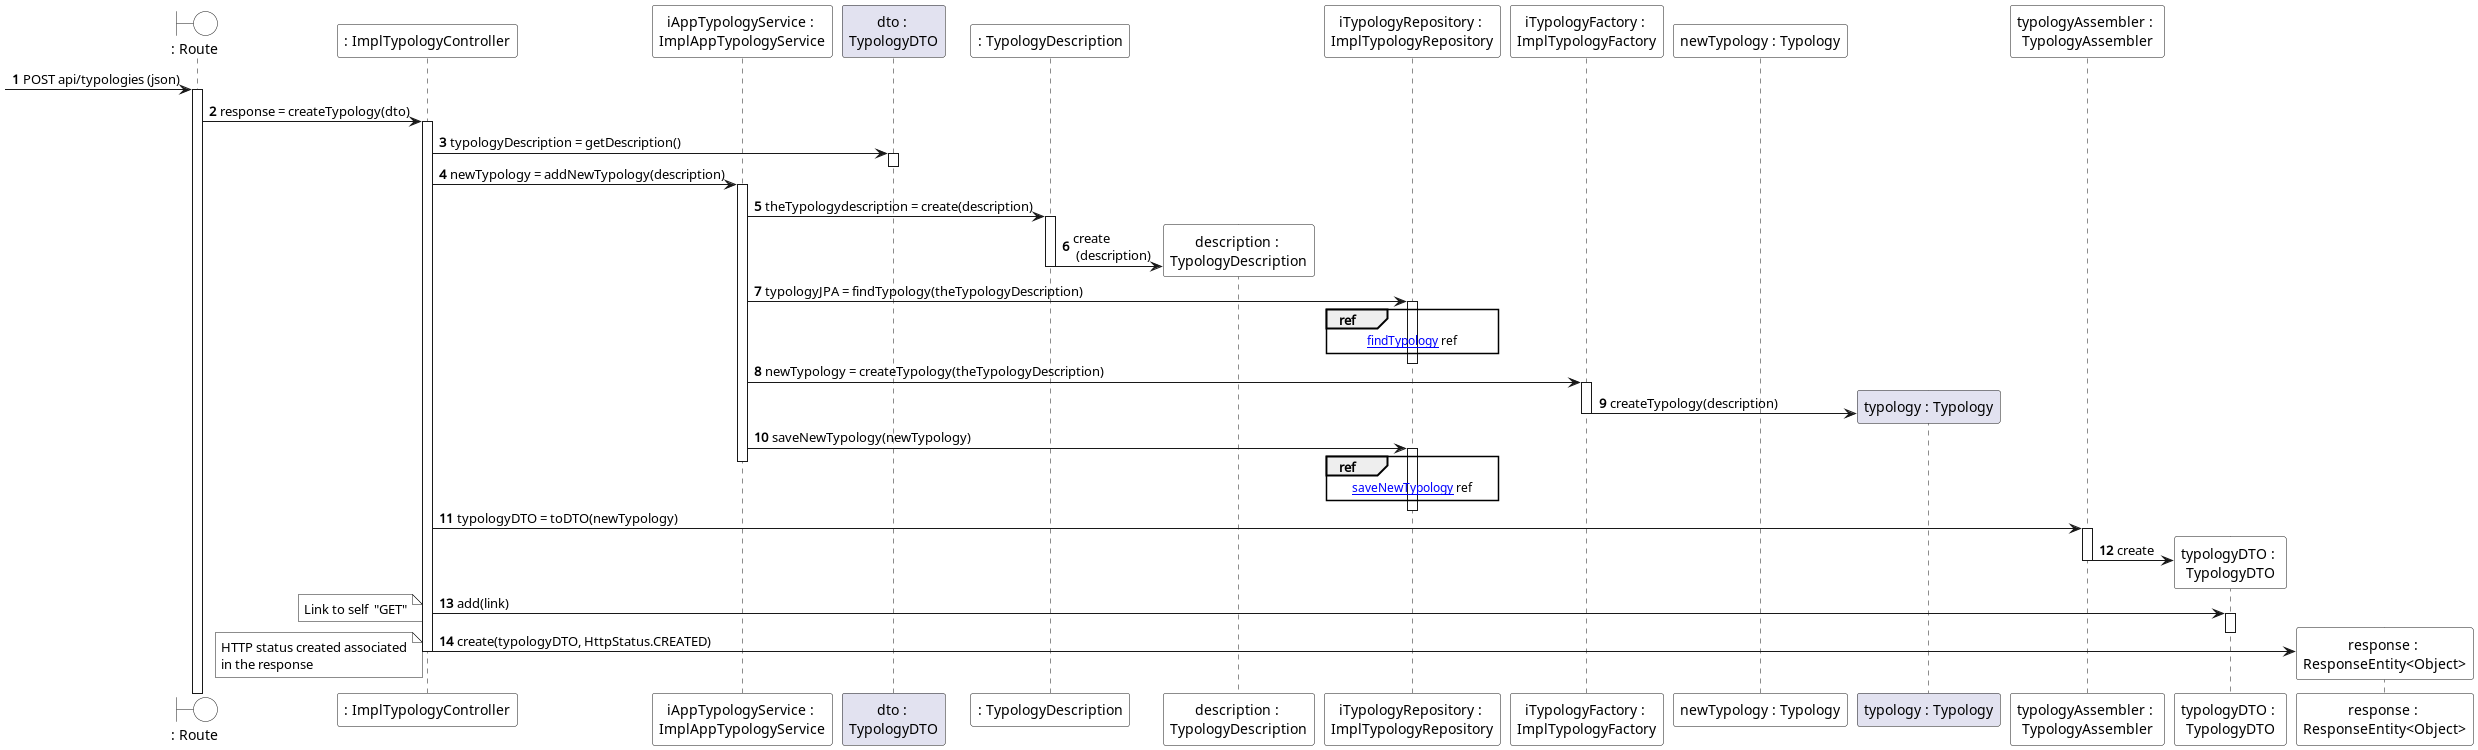 : Route
: ImplTypologyController
iAppTypologyService :
ImplAppTypologyService
dto :
TypologyDTO
: TypologyDescription
iTypologyRepository :
ImplTypologyRepository
iTypologyFactory :
ImplTypologyFactory
newTypology : Typology
typologyAssembler :
TypologyAssembler
1 POST api/typologies (json)
2 response = createTypology(dto)
3 typologyDescription = getDescription()
4 newTypology = addNewTypology(description)
5 theTypologydescription = create(description)
6 create
(description)
description :
TypologyDescription
7 typologyJPA = findTypology(theTypologyDescription)
ref
findTypology ref
8 newTypology = createTypology(theTypologyDescription)
9 createTypology(description)
typology : Typology
10 saveNewTypology(newTypology)
ref
saveNewTypology ref
11 typologyDTO = toDTO(newTypology)
12 create
typologyDTO :
TypologyDTO
Link to self "GET"
13 add(link)
HTTP status created associated
in the response
14 create(typologyDTO, HttpStatus.CREATED)
response :
ResponseEntity<Object>
: Route
: ImplTypologyController
iAppTypologyService :
ImplAppTypologyService
dto :
TypologyDTO
: TypologyDescription
description :
TypologyDescription
iTypologyRepository :
ImplTypologyRepository
iTypologyFactory :
ImplTypologyFactory
newTypology : Typology
typology : Typology
typologyAssembler :
TypologyAssembler
typologyDTO :
TypologyDTO
response :
ResponseEntity<Object>